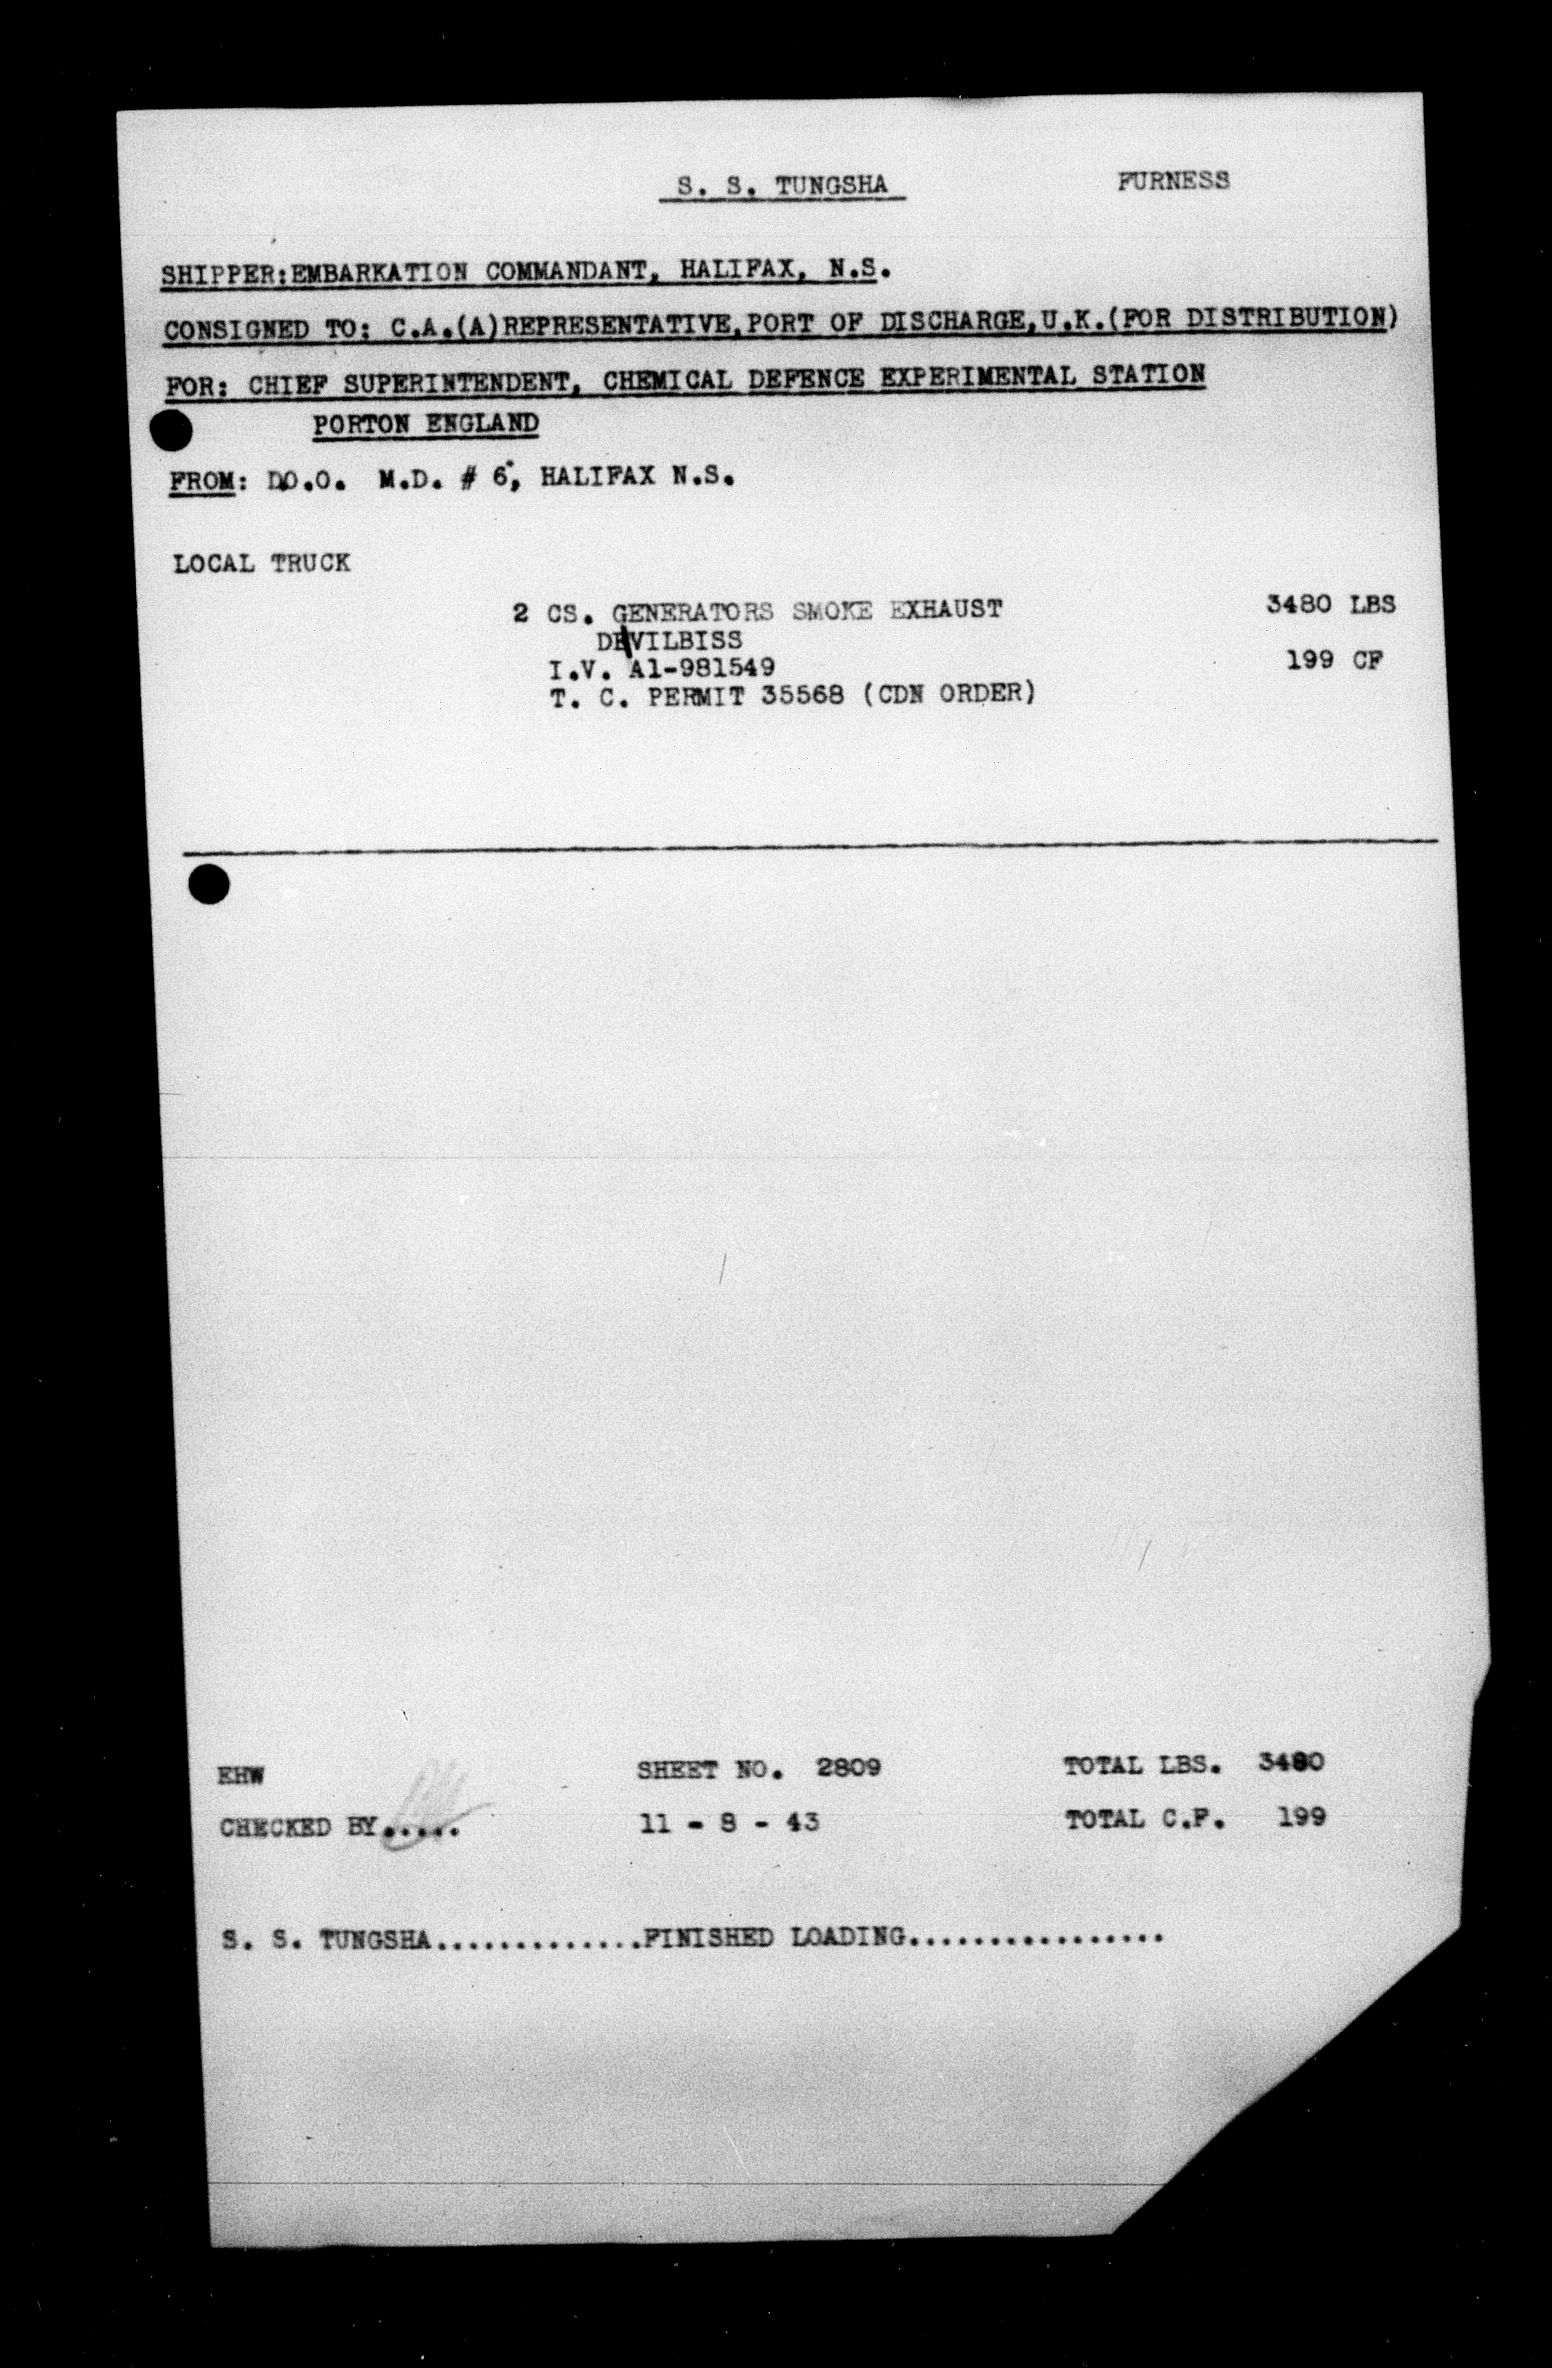 S. S. TUNGSHA FURNESS
SHIPPER:EMBARKATION COMMANDANT, HALIFAX, N.S.
CONSIGNED TO: C.A.(A)REPRESENTATIVE,PORT OF DISCHARGE,U.K.(FOR DISTRIBUTION)
FOR: CHIEF SUPERINTENDENT, CHEMICAL DEFENCE EXPERIMENTAL STATION
PORTON ENGLAND
FROM: DO.O. M.D. # 6, HALIFAX N.S.
LOCAL TRUCK
2 CS. GENERATORS SMOKE EXHAUST 3480 LBS
DEVILBISS
I.V. A1-981549 199 CF
T. C. PERMIT 35568 (CDN ORDER)
EHW SHEET NO. 2809 TOTAL LBS. 3480
CHECKED BY..... 11 - 8 - 43 TOTAL C.F. 199
S. S. TUNGSHA.............FINISHED LOADING................